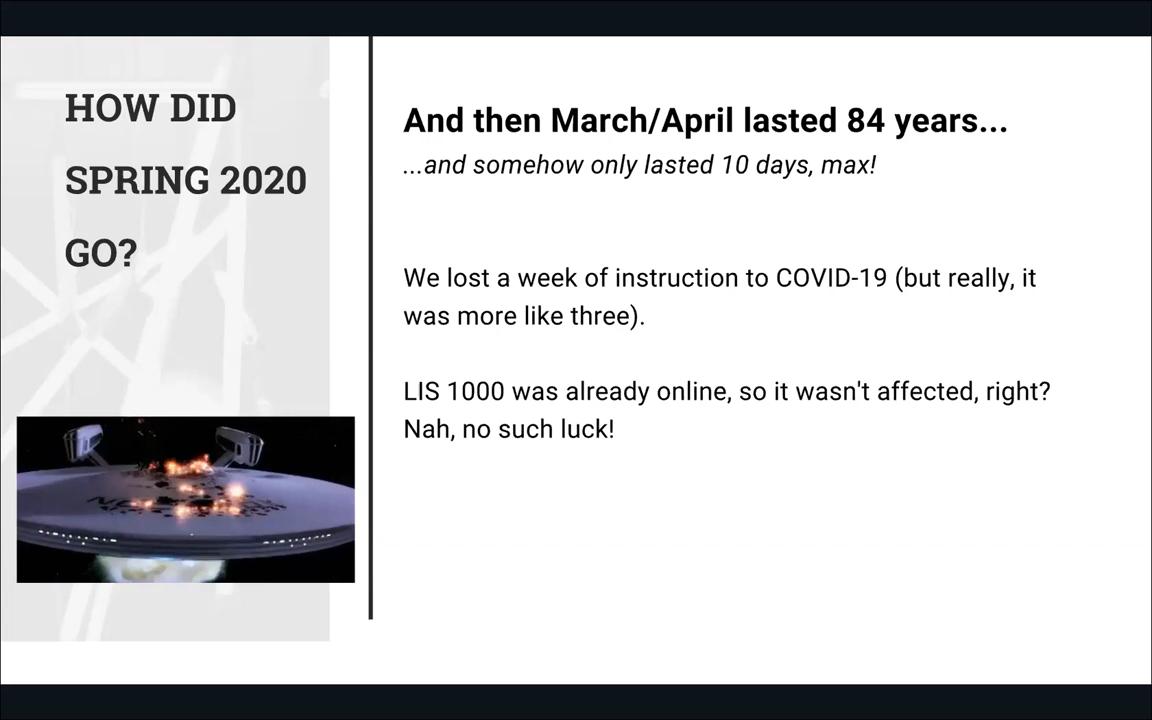 HOW DID
SPRING 2020
GO?
And then March/April lasted 84 years...
...and somehow only lasted 10 days, max!
We lost a week of instruction to COVID-19 (but really, it
was more like three).
LIS 1000 was already online, so it wasn't affected, right?
Nah, no such luck!